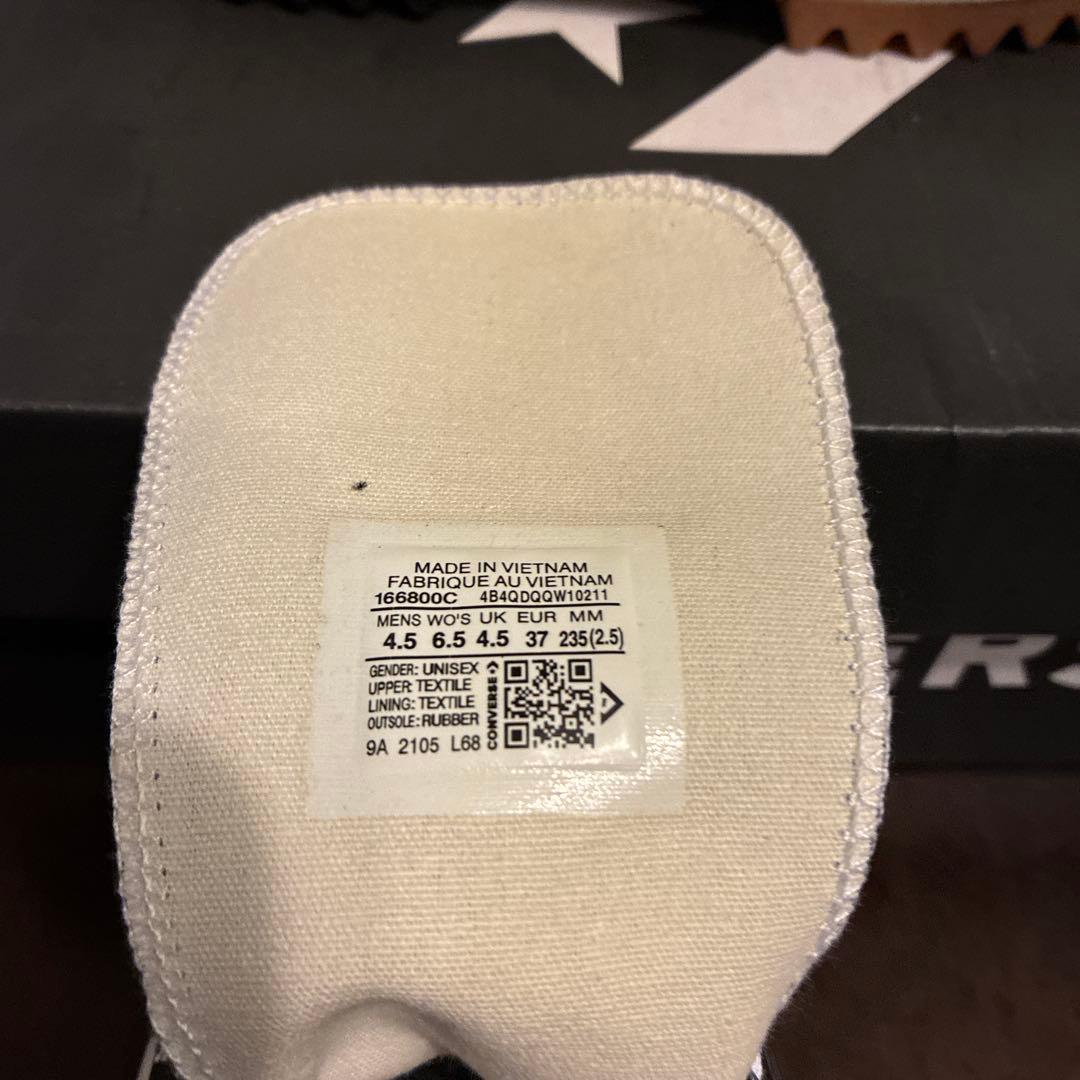 MADE IN VIETNAM
FABRIQUE AU VIETNAM
166800C 4B4QDQQW10211
MENS WO'S UK EUR MM
4.5 6.5 4.5 37 235(2.5)
GENDER: UNISEX
UPPER: TEXTILE
LINING: TEXTILE
OUTSOLE: RUBBER
9A 2105 L68
CONVERSE
ERS